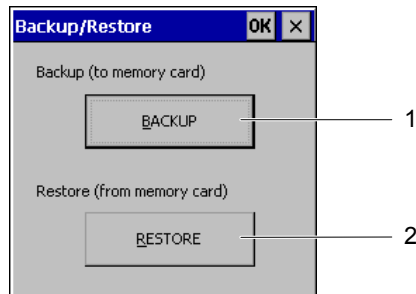 Backup/Restore OK ×
Backup (to memory card)
BACKUP 1
Restore (from memory card)
RESTORE 2